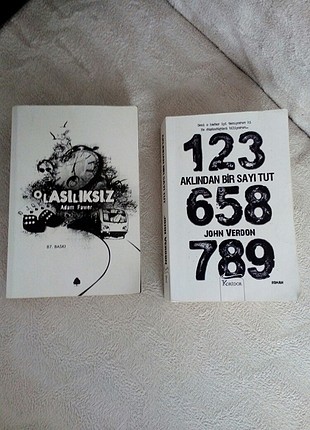 OLASILIKSIZ
Adam Fawer
87. BASKI
123
AKLINDAN BİR SAYI TUT
658
JOHN VERDON
789
Koridor
ROMAN